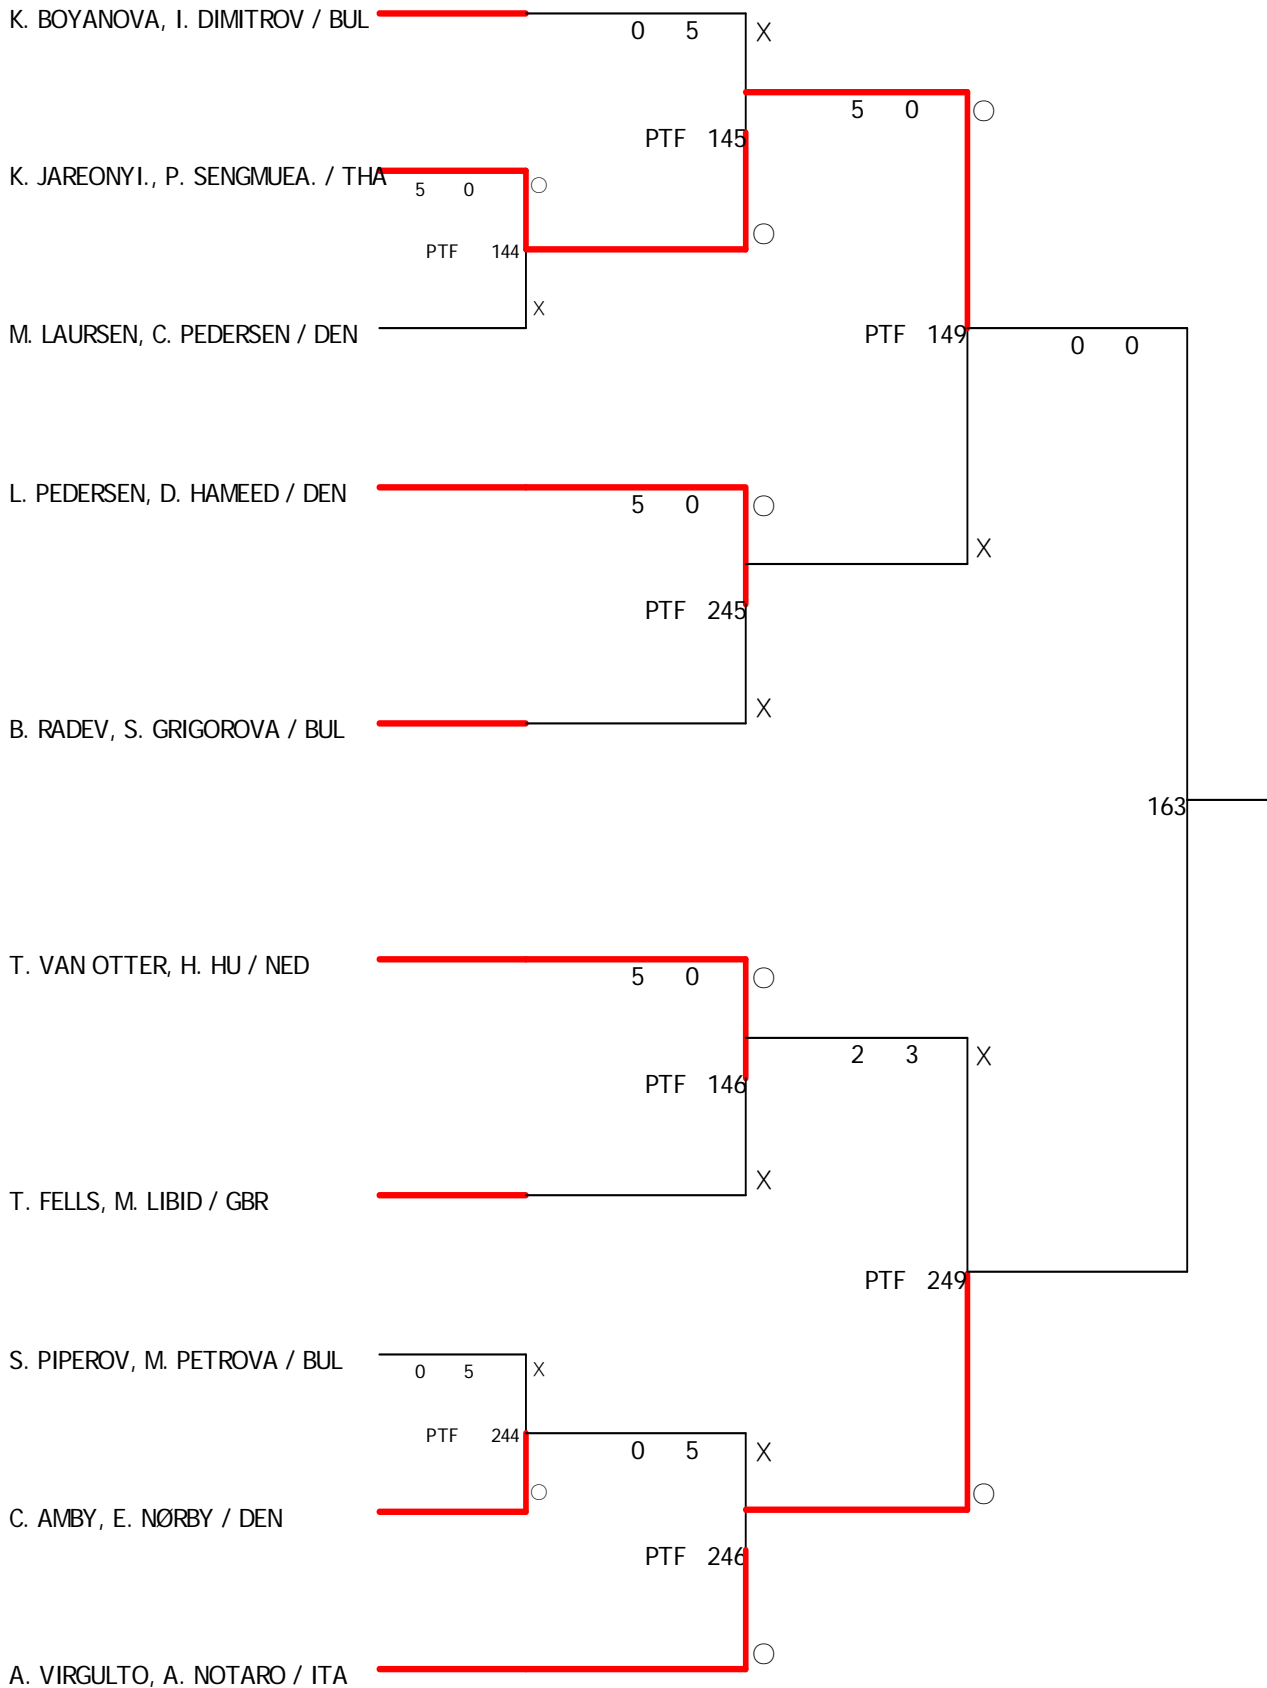 K. BOYANOVA, I. DIMITROV / BUL
0 5 X
5 0 ○
PTF 145
K. JAREONYI., P. SENGMUEA. / THA
5 0 ○
○
PTF 144
X
M. LAURSEN, C. PEDERSEN / DEN
PTF 149
0 0
L. PEDERSEN, D. HAMEED / DEN
5 0 ○
X
PTF 245
X
B. RADEV, S. GRIGOROVA / BUL
163
T. VAN OTTER, H. HU / NED
5 0 ○
2 3 X
PTF 146
X
T. FELLS, M. LIBID / GBR
PTF 249
S. PIPEROV, M. PETROVA / BUL
0 5 X
PTF 244
0 5 X
○
○
C. AMBY, E. NØRBY / DEN
PTF 246
○
A. VIRGULTO, A. NOTARO / ITA